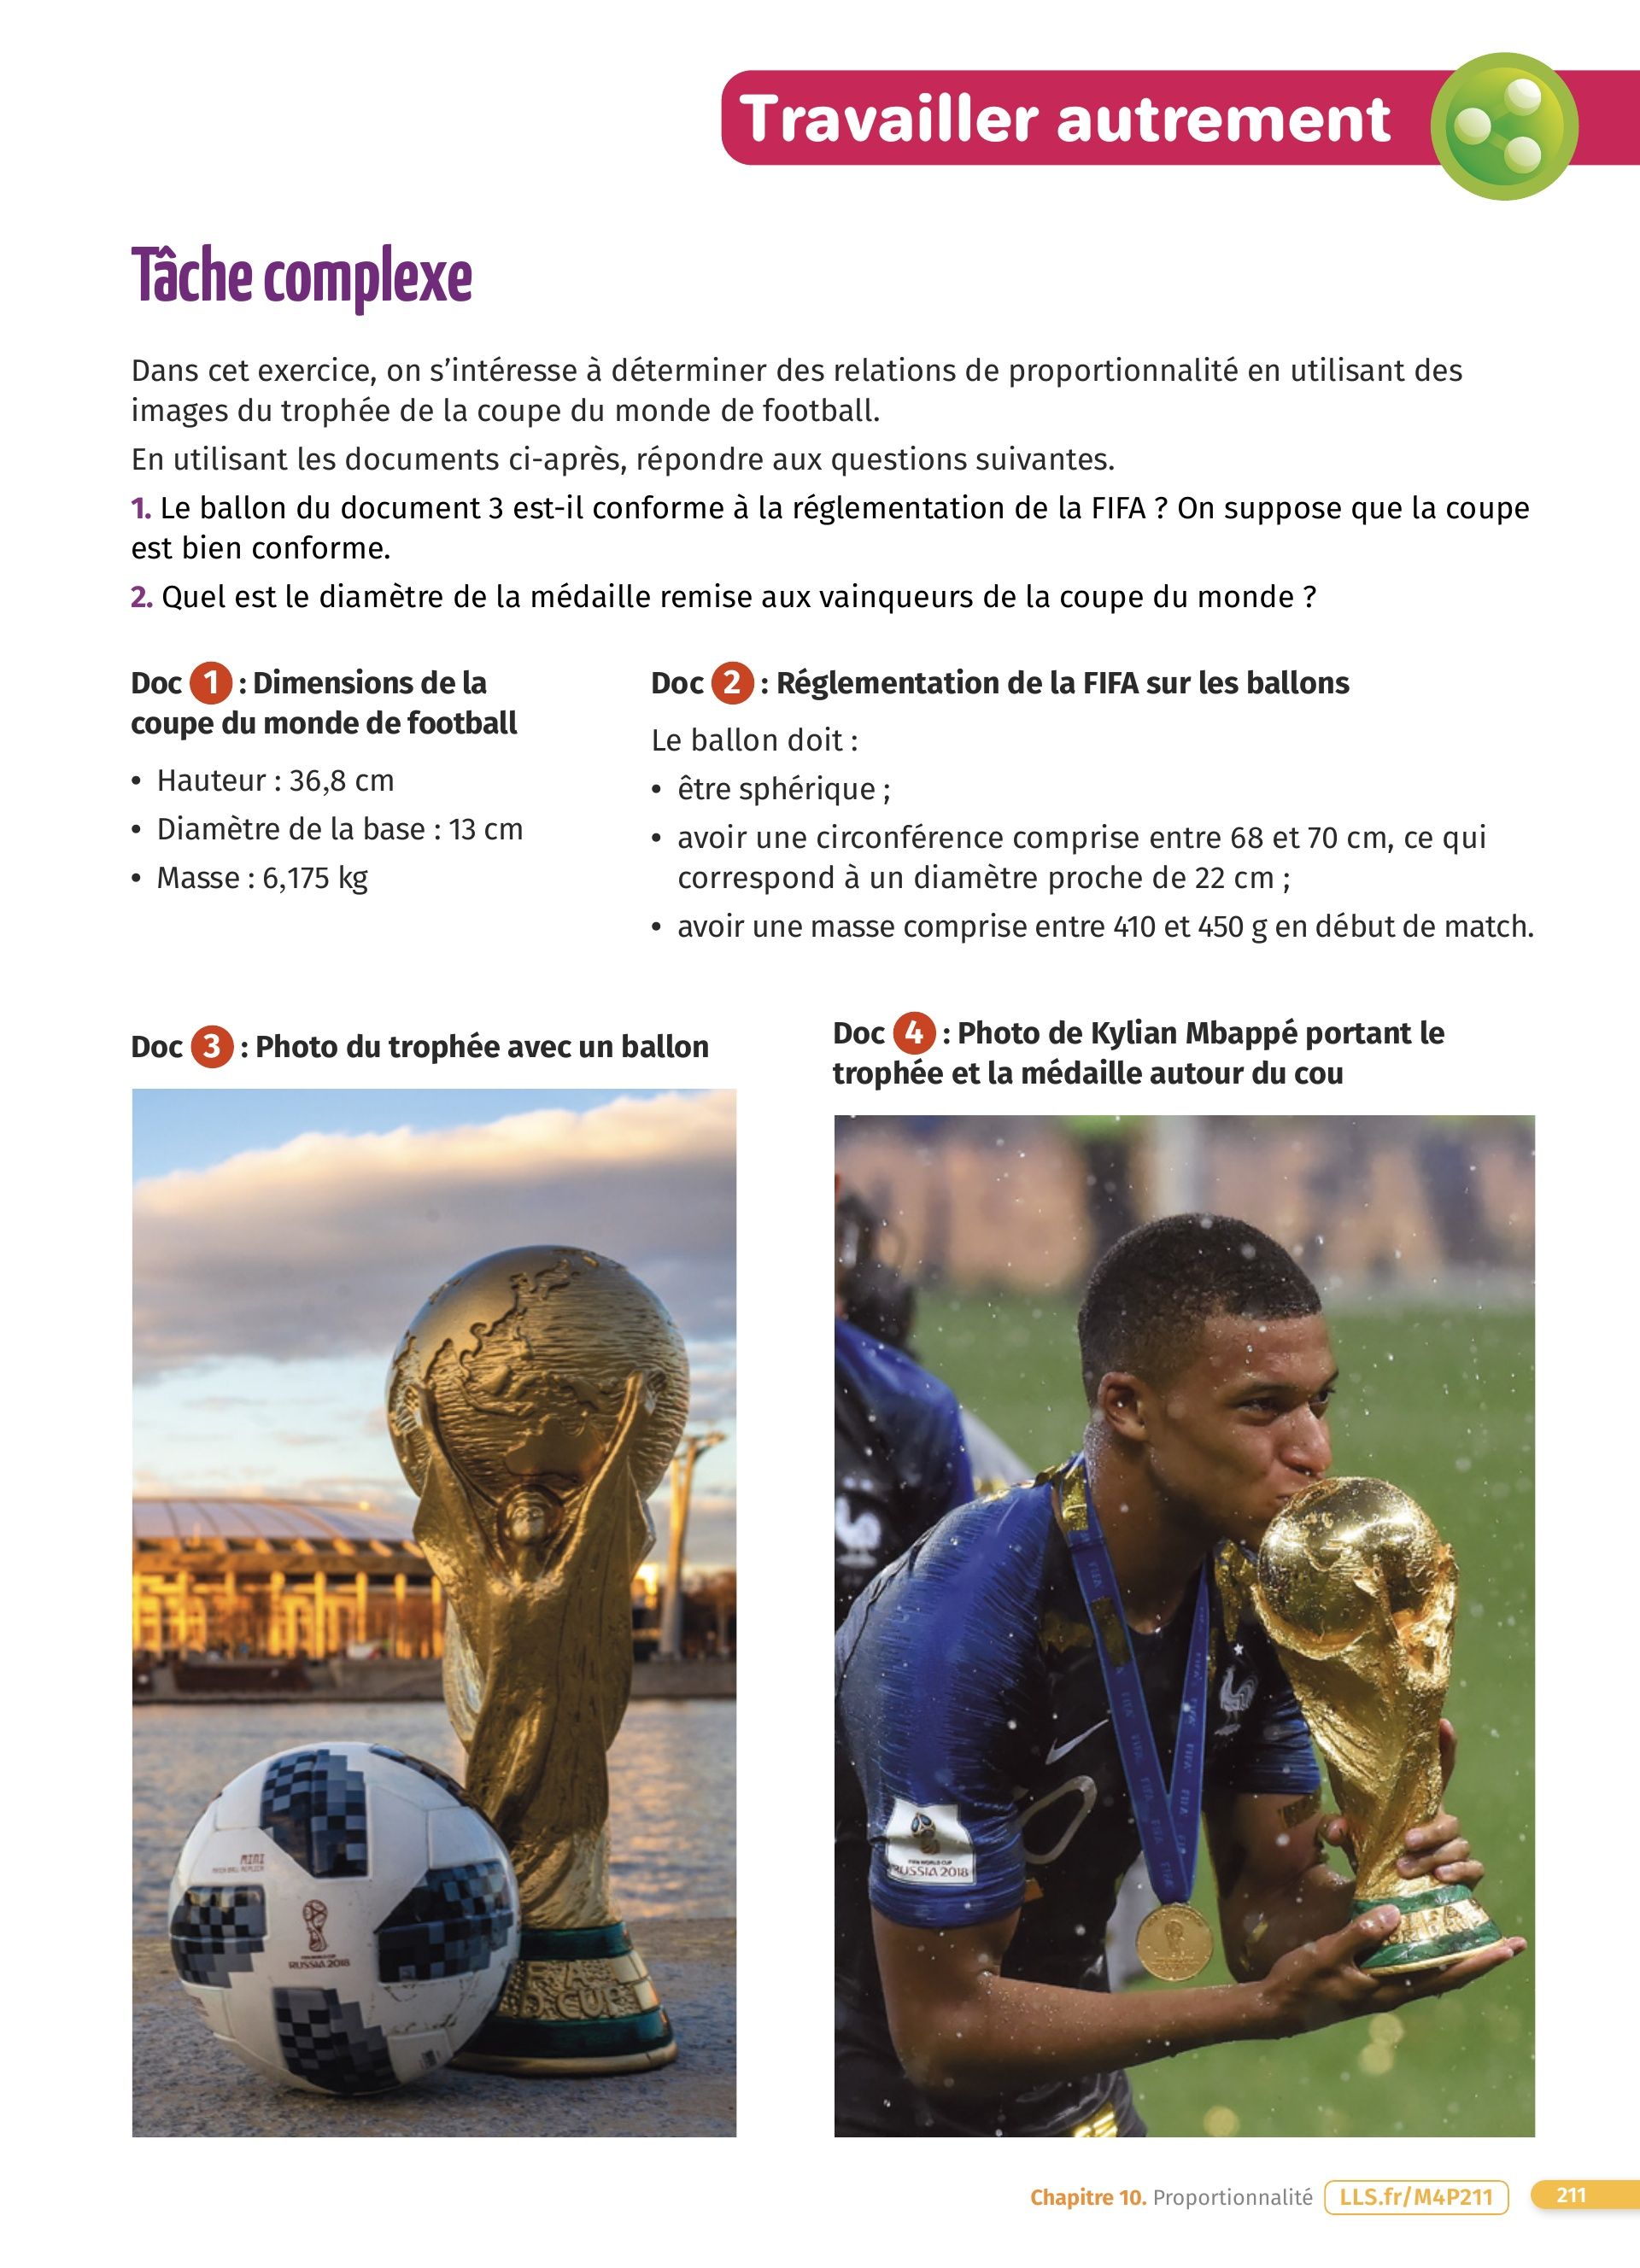 Travailler autrement
Tâche complexe
Dans cet exercice, on s'intéresse à déterminer des relations de proportionnalité en utilisant des
images du trophée de la coupe du monde de football.
En utilisant les documents ci-après, répondre aux questions suivantes.
1. Le ballon du document 3 est-il conforme à la réglementation de la FIFA ? On suppose que la coupe
est bien conforme.
2. Quel est le diamètre de la médaille remise aux vainqueurs de la coupe du monde ?
Doc 1 : Dimensions de la
coupe du monde de football
• Hauteur : 36,8 cm
• Diamètre de la base : 13 cm
• Masse : 6,175 kg
Doc 2 : Réglementation de la FIFA sur les ballons
Le ballon doit :
• être sphérique ;
• avoir une circonférence comprise entre 68 et 70 cm, ce qui
correspond à un diamètre proche de 22 cm ;
• avoir une masse comprise entre 410 et 450 g en début de match.
Doc 3 : Photo du trophée avec un ballon
MINI
RUSSIA 2018
CUP
Doc 4 : Photo de Kylian Mbappé portant le
trophée et la médaille autour du cou
FIFA
FIFA WORLD CUP
RUSSIA 2018
Chapitre 10. Proportionnalité LLS.fr/M4P211 211